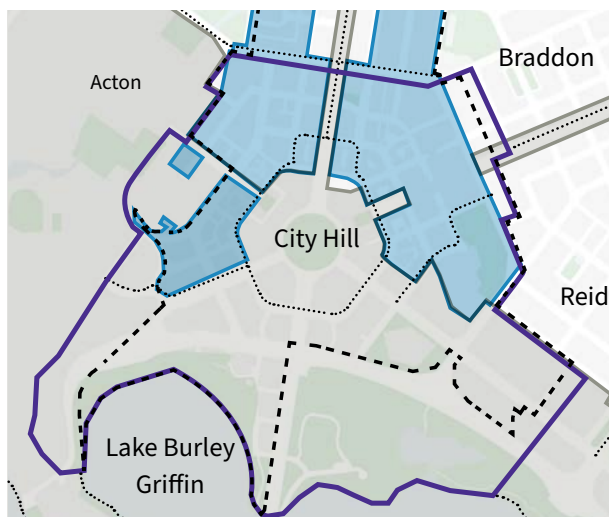 Braddon
Acton
City Hill
Reid
Lake Burley
Griffin